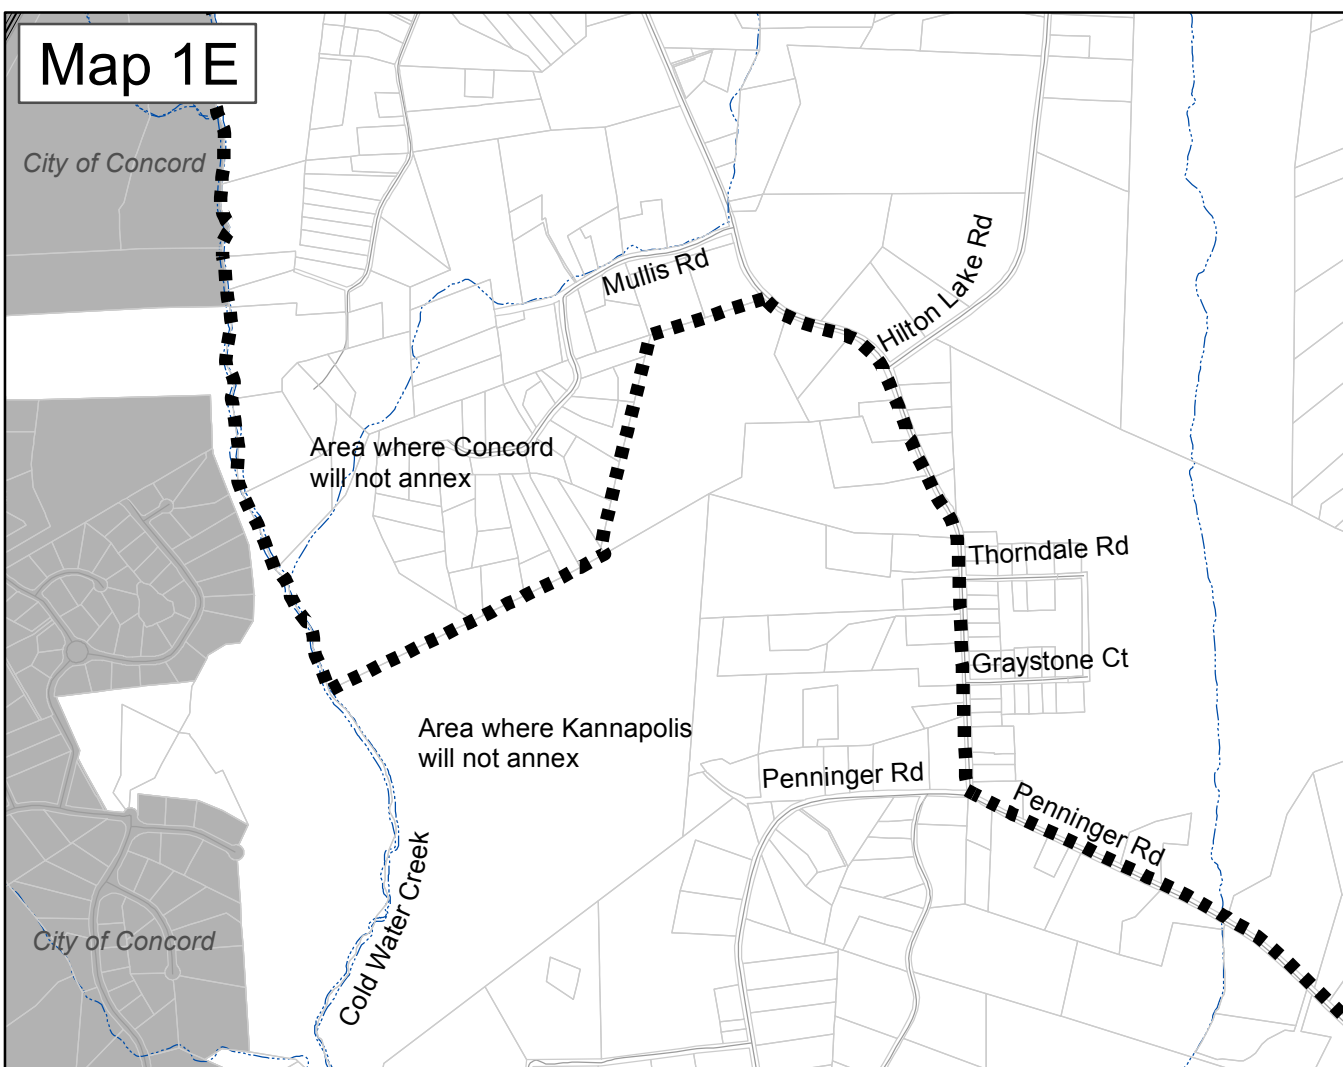 Map 1E
City of Concord
Mullis Rd
Hilton Lake Rd
Area where Concord
will not annex
Thorndale Rd
Graystone Ct
Area where Kannapolis
will not annex
Penninger Rd
Penninger Rd
Cold Water Creek
City of Concord